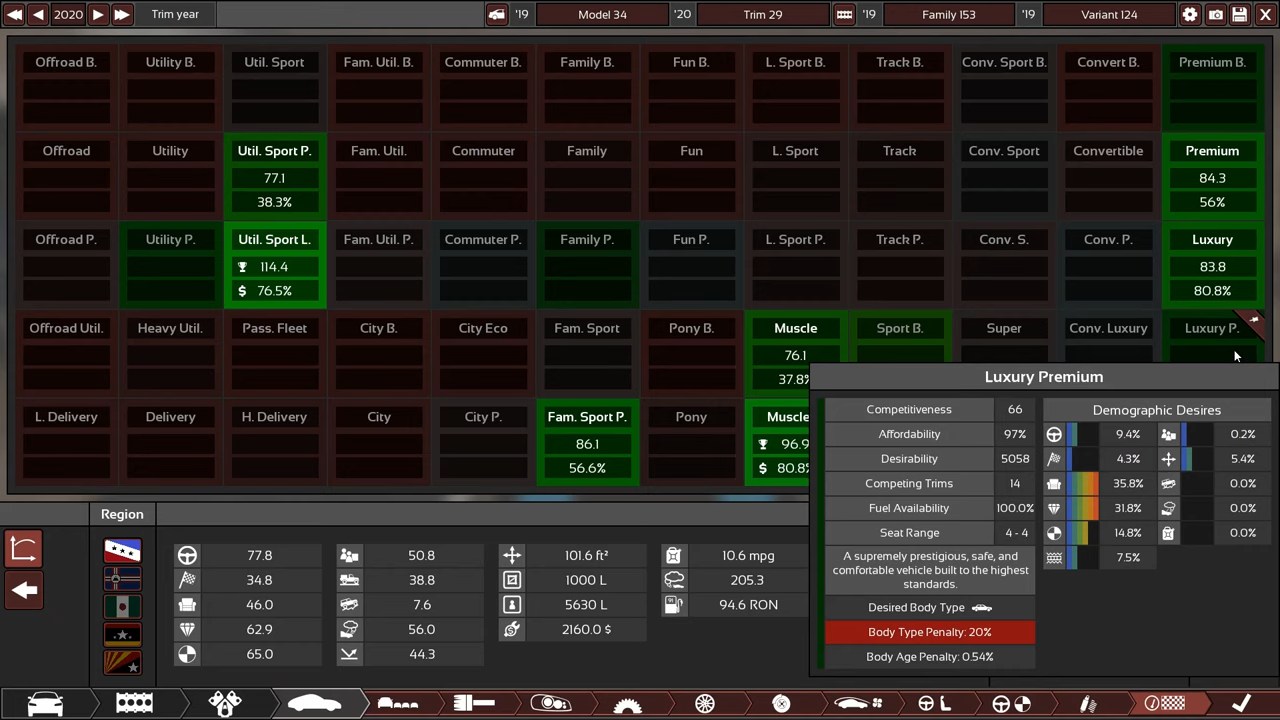 2020 Trim year '19 Model 34 '20 Trim 29 '19 Family 153 '19 Variant 124
Offroad B. Utility B. Util. Sport Fam. Util. B. Commuter B. Family B. Fun B. L. Sport B. Track B. Conv. Sport B. Convert B. Premium B.
Offroad Utility Util. Sport P. Fam. Util. Commuter Family Fun L. Sport Track Conv. Sport Convertible Premium
77.1 84.3
38.3% 56%
Offroad P. Utility P. Util. Sport L. Fam. Util. P. Commuter P. Family P. Fun P. L. Sport P. Track P. Conv. S. Conv. P. Luxury
114.4 83.8
$ 76.5% 80.8%
Offroad Util. Heavy Util. Pass. Fleet City B. City Eco Fam. Sport Pony B. Muscle Sport B. Super Conv. Luxury Luxury P.
76.1
37.8%
L. Delivery Delivery H. Delivery City City P. Fam. Sport P. Pony Muscle
86.1 96.9
56.6% $ 80.8%
Luxury Premium
Competitiveness 66 Demographic Desires
Affordability 97% 9.4% 0.2%
Desirability 5058 4.3% 5.4%
Competing Trims 14 35.8% 0.0%
Fuel Availability 100.0% 31.8% 0.0%
Seat Range 4 - 4 14.8% 0.0%
7.5%
A supremely prestigious, safe, and
comfortable vehicle built to the highest
standards.
Desired Body Type
Body Type Penalty: 20%
Body Age Penalty: 0.54%
Region
77.8 50.8 101.6 ft² 10.6 mpg
34.8 38.8 1000 L 205.3
46.0 7.6 5630 L 94.6 RON
62.9 56.0 2160.0 $
65.0 44.3